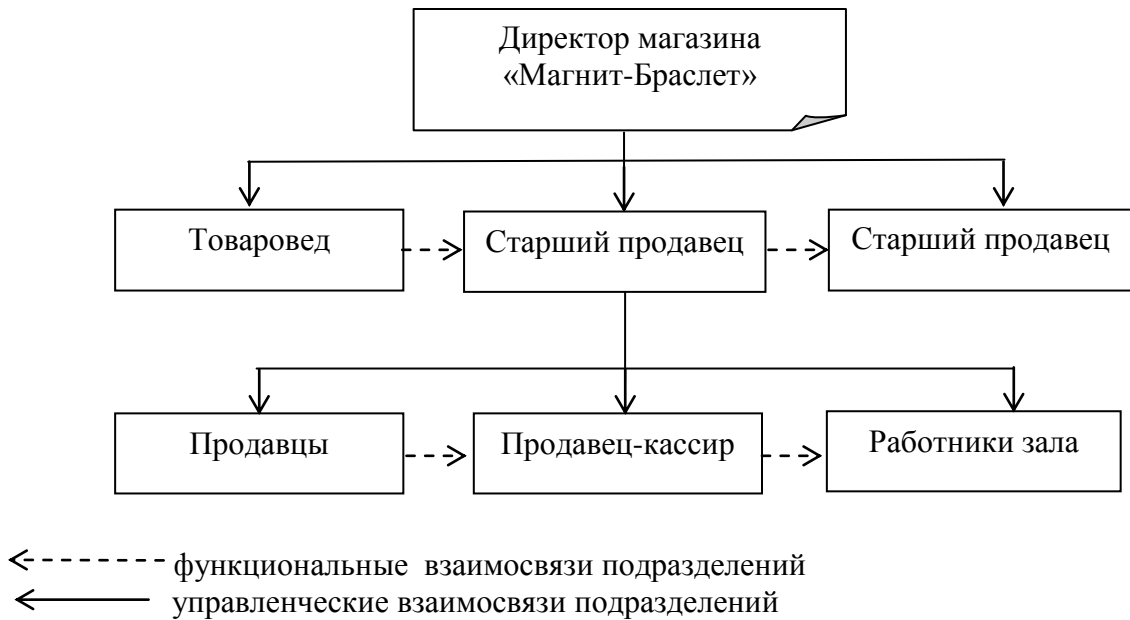 Директор магазина
«Магнит-Браслет»
Товаровед
Старший продавец
Старший продавец
Продавцы
Продавец-кассир
Работники зала
функциональные взаимосвязи подразделений
управленческие взаимосвязи подразделений